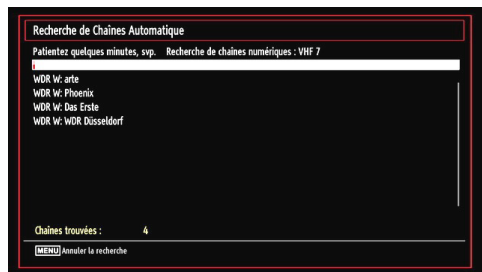 Recherche de Chaînes Automatique
Patientez quelques minutes, svp. Recherche de chaînes numériques : VHF 7
WDR W: arte
WDR W: Phoenix
WDR W: Das Erste
WDR W: WDR Düsseldorf
Chaînes trouvées : 4
MENU Annuler la recherche